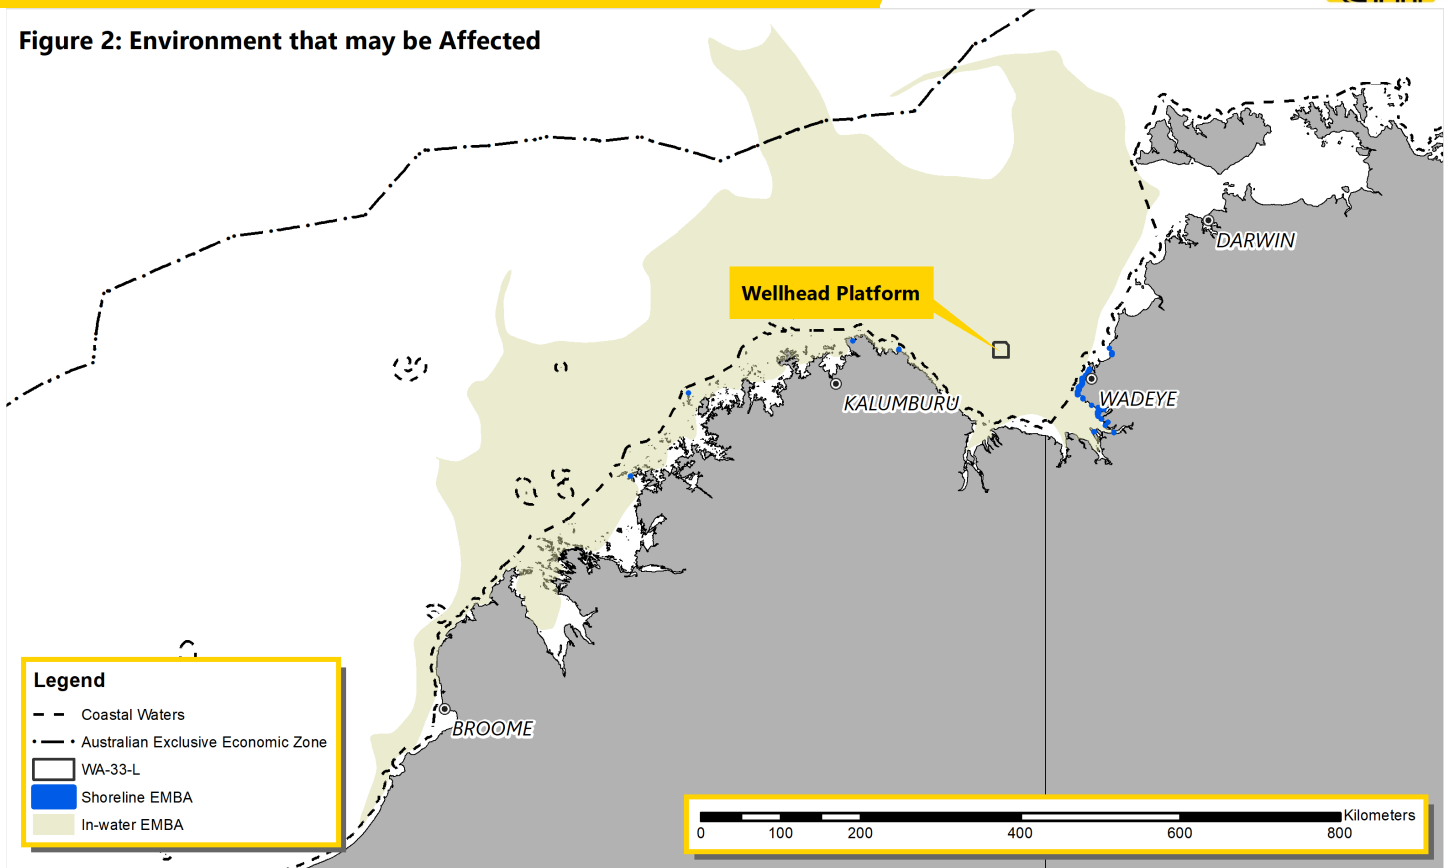 Figure 2: Environment that may be Affected
DARWIN
Wellhead Platform
KALUMBURU
WADEYE
BROOME
Legend
Coastal Waters
Australian Exclusive Economic Zone
WA-33-L
Shoreline EMBA
In-water EMBA
Kilometers
0 100 200 400 600 800